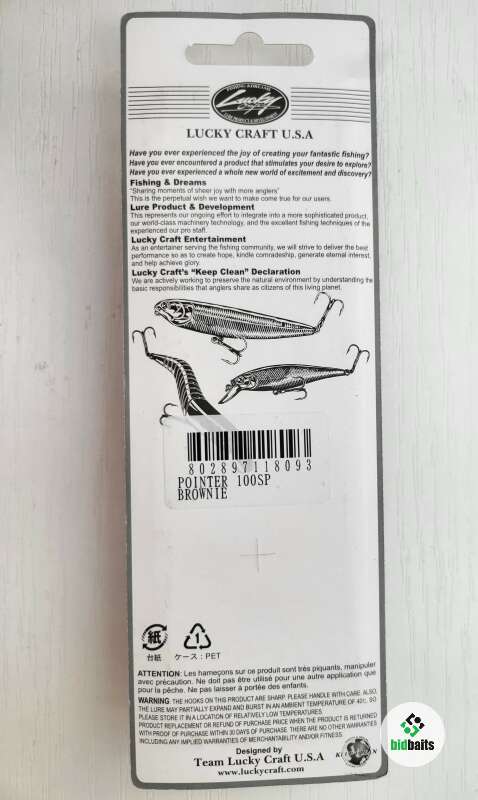 FISHING & DREAMS
Lucky
Craft
LURE PRODUCT & DEVELOPMENT
LUCKY CRAFT U.S.A
Have you ever experienced the joy of creating your fantastic fishing?
Have you ever encountered a product that stimulates your desire to explore?
Have you ever experienced a whole new world of excitement and discovery?
Fishing & Dreams
"Sharing moments of sheer joy with more anglers"
This is the perpetual wish we want to make come true for our users.
Lure Product & Development
This represents our ongoing effort to integrate into a more sophisticated product,
our world-class machinery technology, and the excellent fishing techniques of the
experienced our pro staff.
Lucky Craft Entertainment
As an entertainer serving the fishing community, we will strive to deliver the best
performance so as to create hope, kindle comradeship, generate eternal interest,
and help achieve glory.
Lucky Craft's "Keep Clean" Declaration
We are actively working to preserve the natural environment by understanding the
basic responsibilities that anglers share as citizens of this living planet.
802897118093
POINTER 100SP
BROWNIE
紙
台紙
1
ケース：PET
ATTENTION: Les hameçons sur ce produit sont très piquants, manipuler
avec précaution. Ne doit pas être utilisé pour une autre application que
pour la pêche. Ne pas laisser à portée des enfants.
WARNING: THE HOOKS ON THIS PRODUCT ARE SHARP. PLEASE HANDLE WITH CARE. ALSO,
THE LURE MAY PARTIALLY EXPAND AND BURST IN AN AMBIENT TEMPERATURE OF 40℃, SO
PLEASE STORE IT IN A LOCATION OF RELATIVELY LOW TEMPERATURES.
PRODUCT REPLACEMENT OR REFUND OF PURCHASE PRICE WHEN THE PRODUCT IS RETURNED
WITH PROOF OF PURCHASE WITHIN 30 DAYS OF PURCHASE. THERE ARE NO OTHER WARRANTIES
INCLUDING ANY IMPLIED WARRANTIES OF MERCHANTABILITY AND/OR FITNESS.
Designed by
Team Lucky Craft U.S.A
www.luckycraft.com
bidbaits